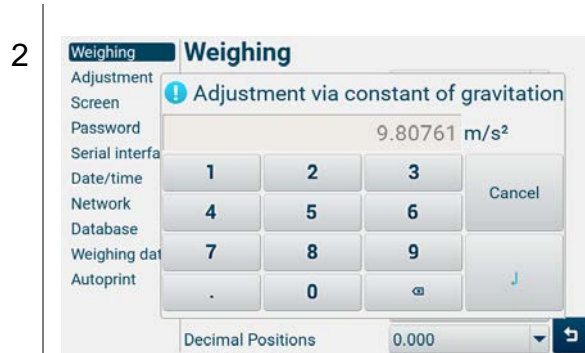 2
Weighing
Weighing
Adjustment
Screen
Password
Serial interfa
Date/time
Network
Database
Weighing dat
Autoprint
Adjustment via constant of gravitation
9.80761 m/s²
1 2 3
Cancel
4 5 6
7 8 9
. 0
Decimal Positions 0.000